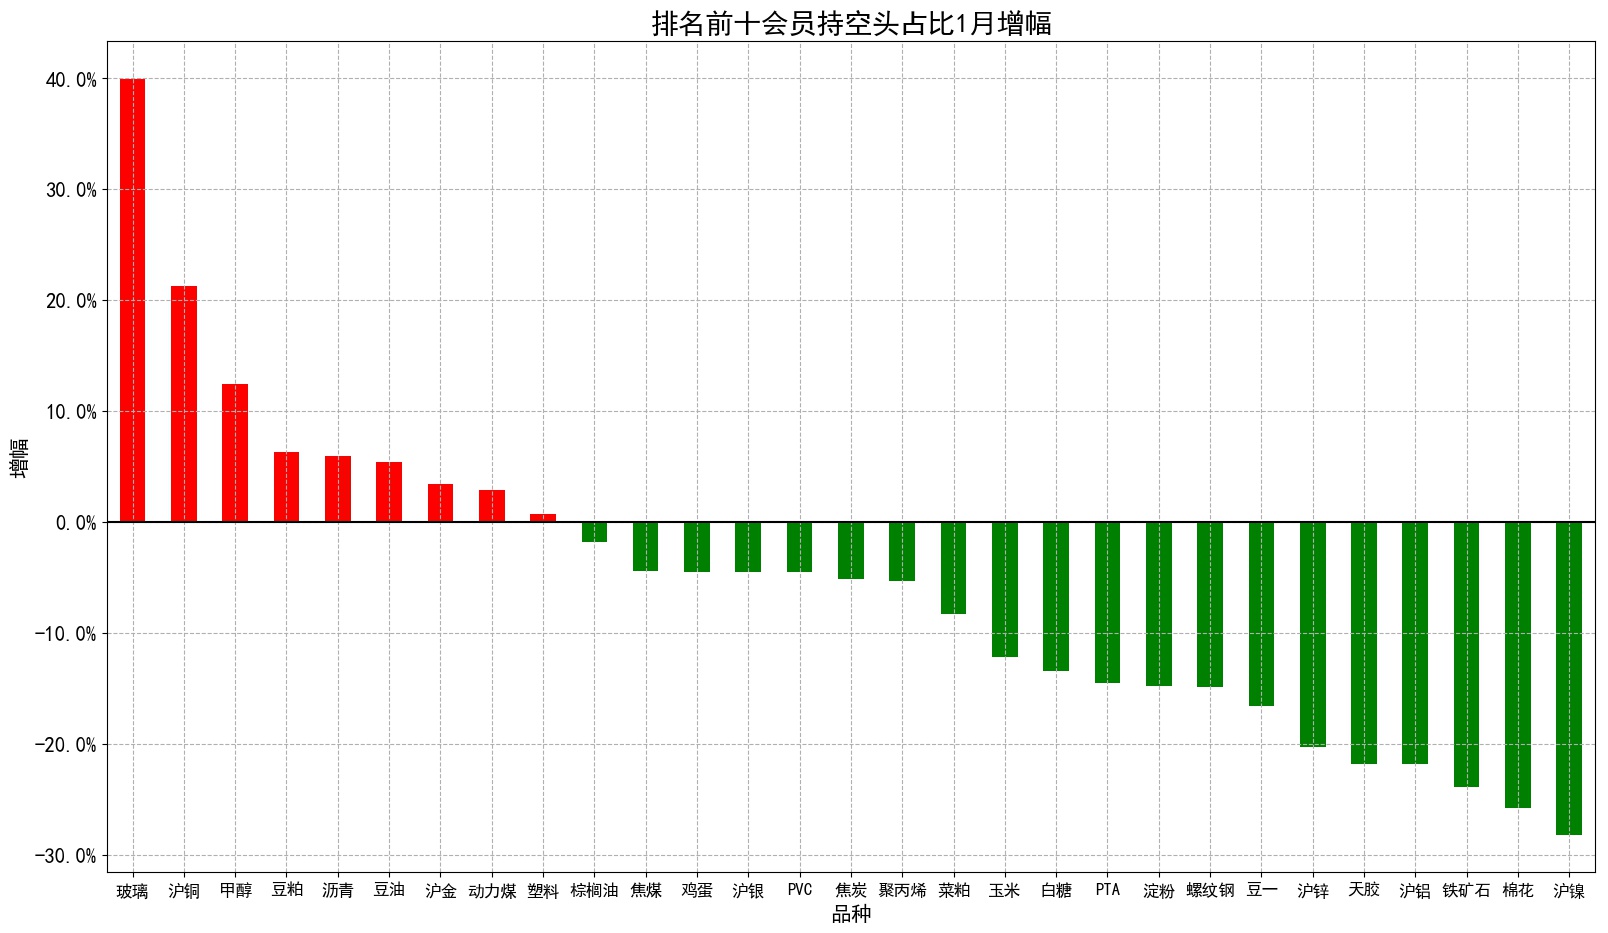 排名前十会员持空头占比1月增幅
40.0%
30.0%
20.0%
10.0%
0.0%
-10.0%
-20.0%
-30.0%
增幅
玻璃 沪铜 甲醇 豆粕 沥青 豆油 沪金 动力煤 塑料 棕榈油 焦煤 鸡蛋 沪银 PVC 焦炭 聚丙烯 菜粕 玉米 白糖 PTA 淀粉 螺纹钢 豆一 沪锌 天胶 沪铝 铁矿石 棉花 沪镍
品种